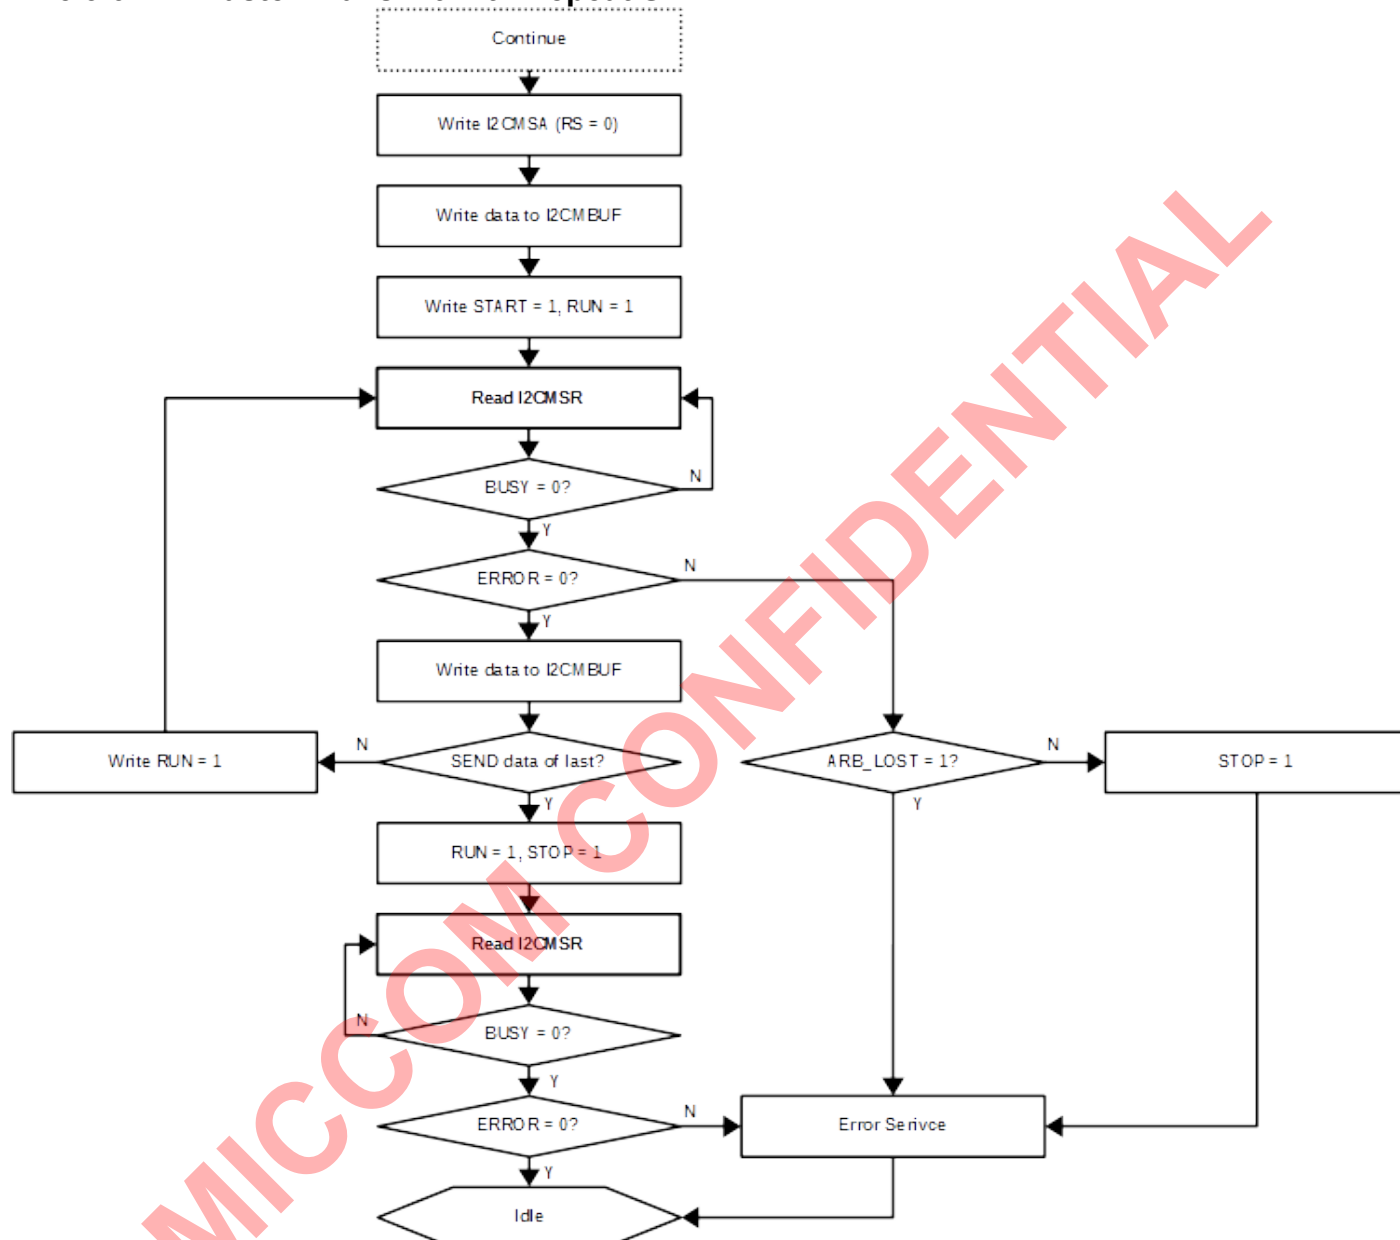 Continue
Write I2CMSA (RS = 0)
Write data to I2CMBUF
Write START = 1, RUN = 1
Read I2CMSR
BUSY = 0?
N
Y
ERROR = 0?
N
Y
Write data to I2CMBUF
Write RUN = 1
N
SEND data of last?
Y
ARB_LOST = 1?
N
Y
STOP = 1
RUN = 1, STOP = 1
Read I2CMSR
N
BUSY = 0?
Y
ERROR = 0?
N
Y
Error Serivce
Idle
MICCOM CONFIDENTIAL